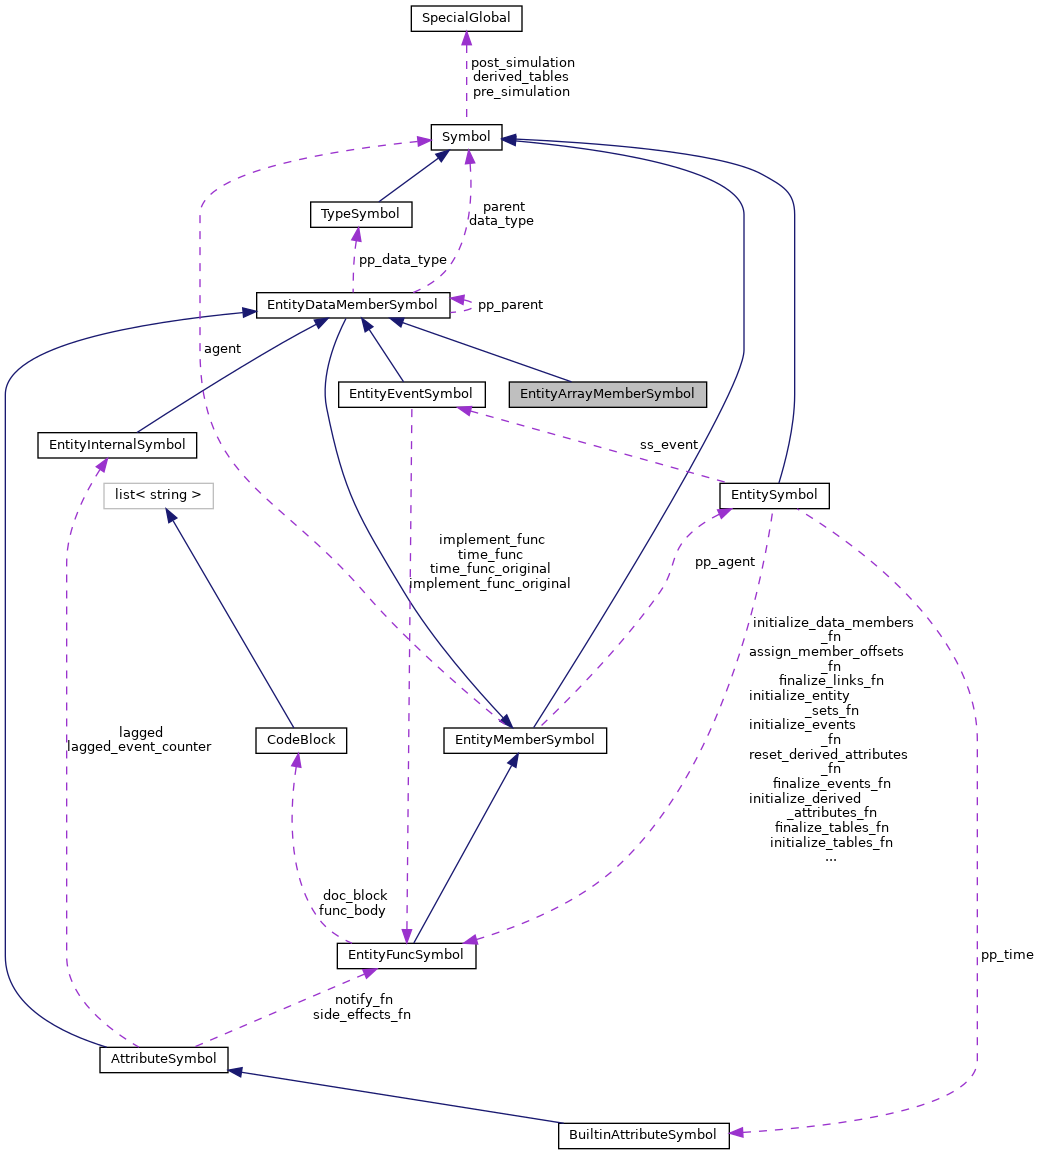 SpecialGlobal
post_simulation
derived_tables
pre_simulation
Symbol
TypeSymbol
parent
data_type
pp_data_type
EntityDataMemberSymbol
pp_parent
agent
EntityEventSymbol
EntityArrayMemberSymbol
EntityInternalSymbol
ss_event
list< string >
EntitySymbol
implement_func
time_func
time_func_original
implement_func_original
pp_agent
initialize_data_members
_fn
assign_member_offsets
_fn
finalize_links_fn
initialize_entity
_sets_fn
initialize_events
_fn
reset_derived_attributes
_fn
finalize_events_fn
initialize_derived
_attributes_fn
finalize_tables_fn
initialize_tables_fn
...
lagged
lagged_event_counter
CodeBlock
EntityMemberSymbol
doc_block
func_body
EntityFuncSymbol
pp_time
notify_fn
side_effects_fn
AttributeSymbol
BuiltinAttributeSymbol